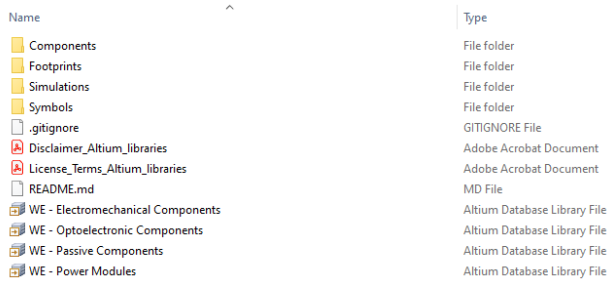 Name Type
Components File folder
Footprints File folder
Simulations File folder
Symbols File folder
.gitignore GITIGNORE File
Disclaimer_Altium_libraries Adobe Acrobat Document
License_Terms_Altium_libraries Adobe Acrobat Document
README.md MD File
WE - Electromechanical Components Altium Database Library File
WE - Optoelectronic Components Altium Database Library File
WE - Passive Components Altium Database Library File
WE - Power Modules Altium Database Library File